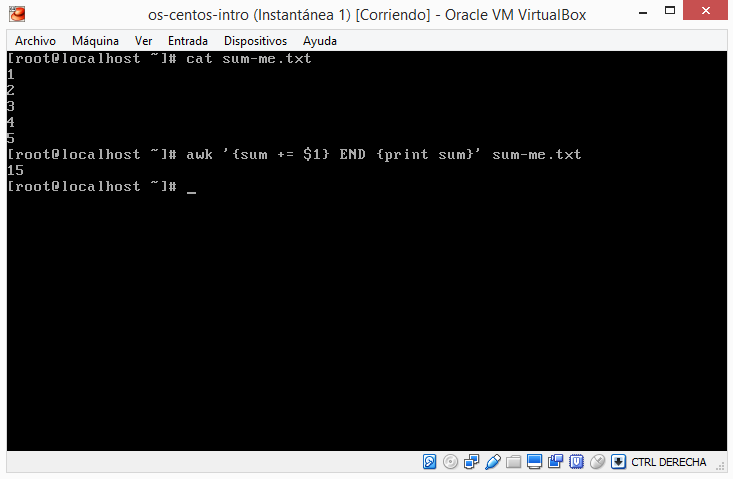 os-centos-intro (Instantánea 1) [Corriendo] - Oracle VM VirtualBox
Archivo Máquina Ver Entrada Dispositivos Ayuda
[root@localhost ~]# cat sum-me.txt
1
2
3
4
5
[root@localhost ~]# awk '{sum += $1} END {print sum}' sum-me.txt
15
[root@localhost ~]# _
CTRL DERECHA